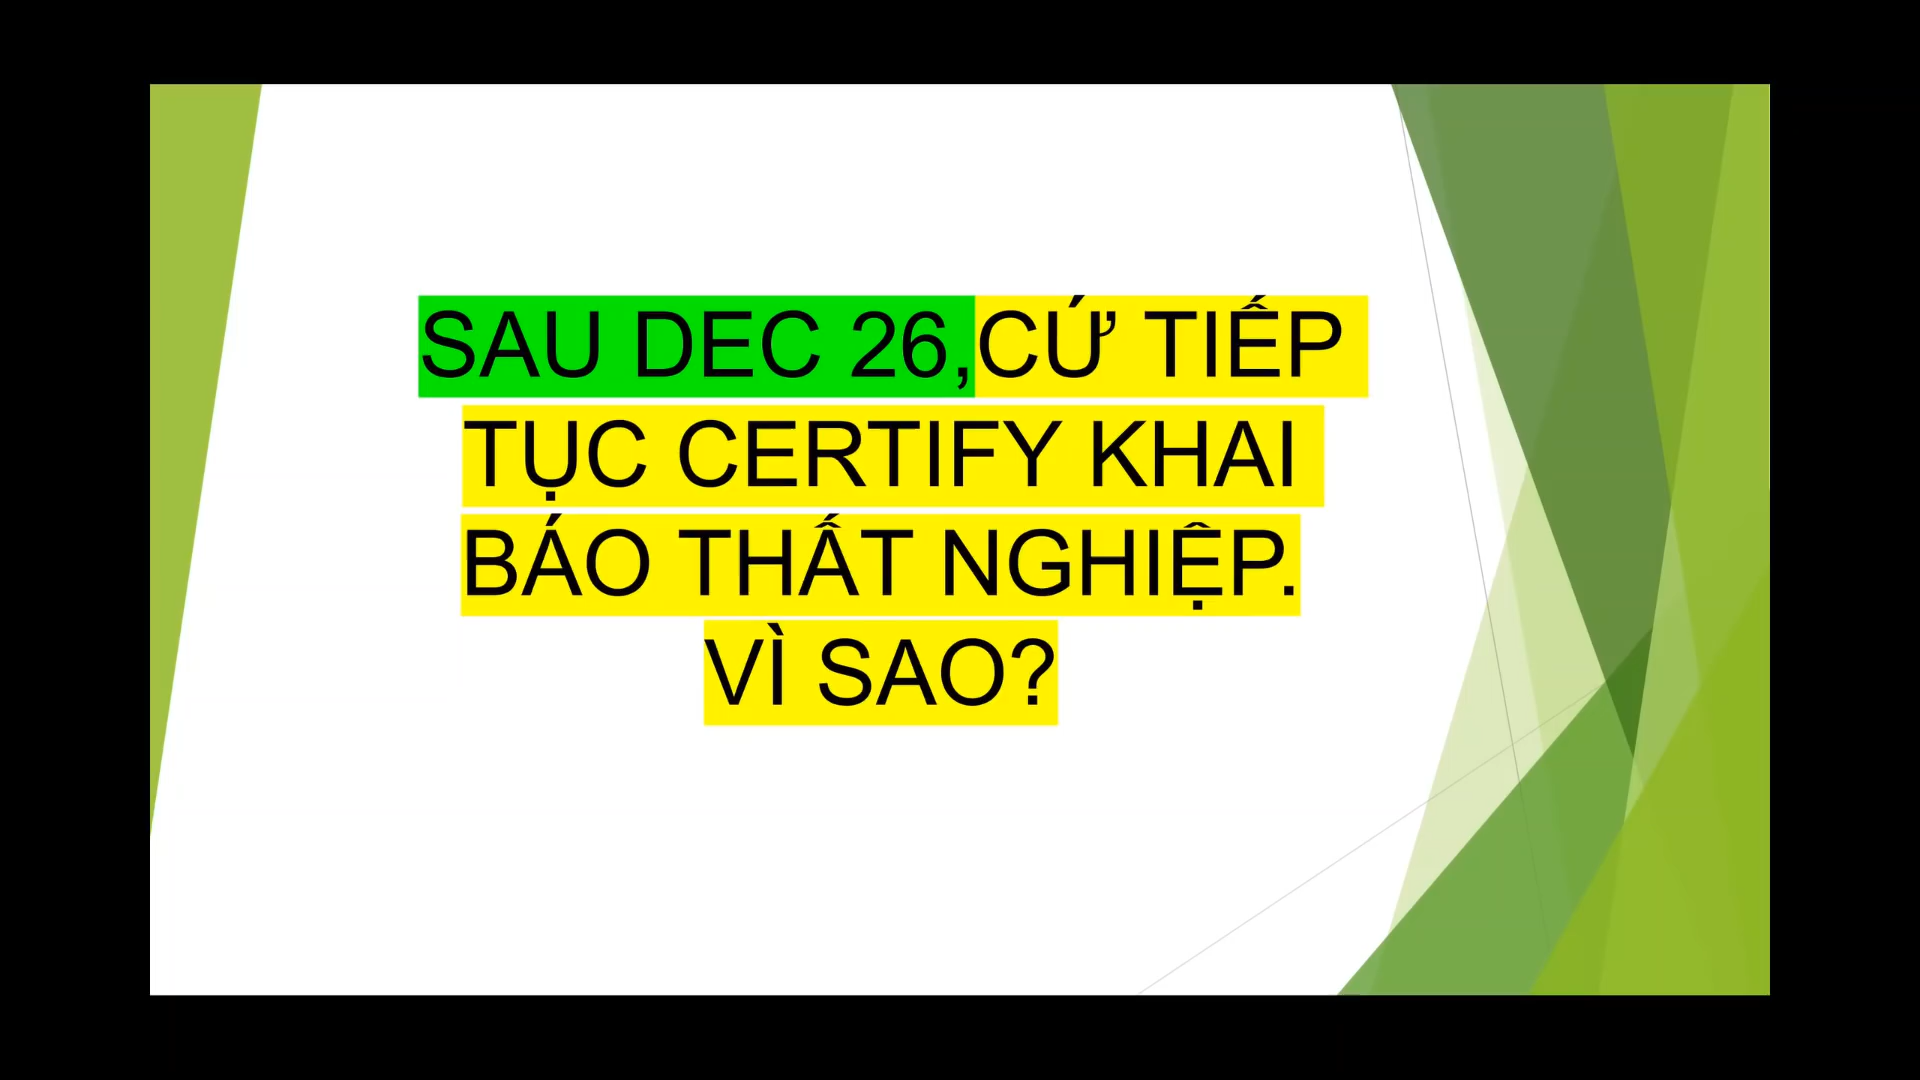 SAU DEC 26,CỨ TIẾP
TỤC CERTIFY KHAI
BÁO THẤT NGHIỆP.
VÌ SAO?